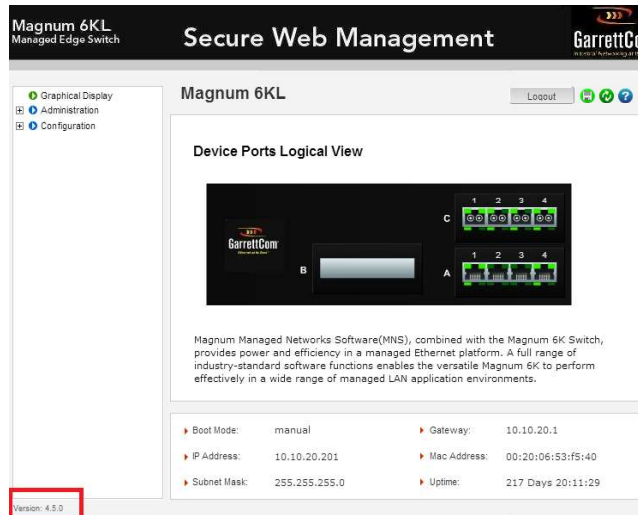 Magnum 6KL
Managed Edge Switch
Secure Web Management
GarrettCo
Graphical Display
Administration
Configuration
Magnum 6KL
Logout
Device Ports Logical View
1 2 3 4
C
GarrettCom
B
1 2 3 4
A
Magnum Managed Networks Software(MNS), combined with the Magnum 6K Switch,
provides power and efficiency in a managed Ethernet platform. A full range of
industry-standard software functions enables the versatile Magnum 6K to perform
effectively in a wide range of managed LAN application environments.
Boot Mode: manual Gateway: 10.10.20.1
IP Address: 10.10.20.201 Mac Address: 00:20:06:53:f5:40
Subnet Mask: 255.255.255.0 Uptime: 217 Days 20:11:29
Version: 4.5.0